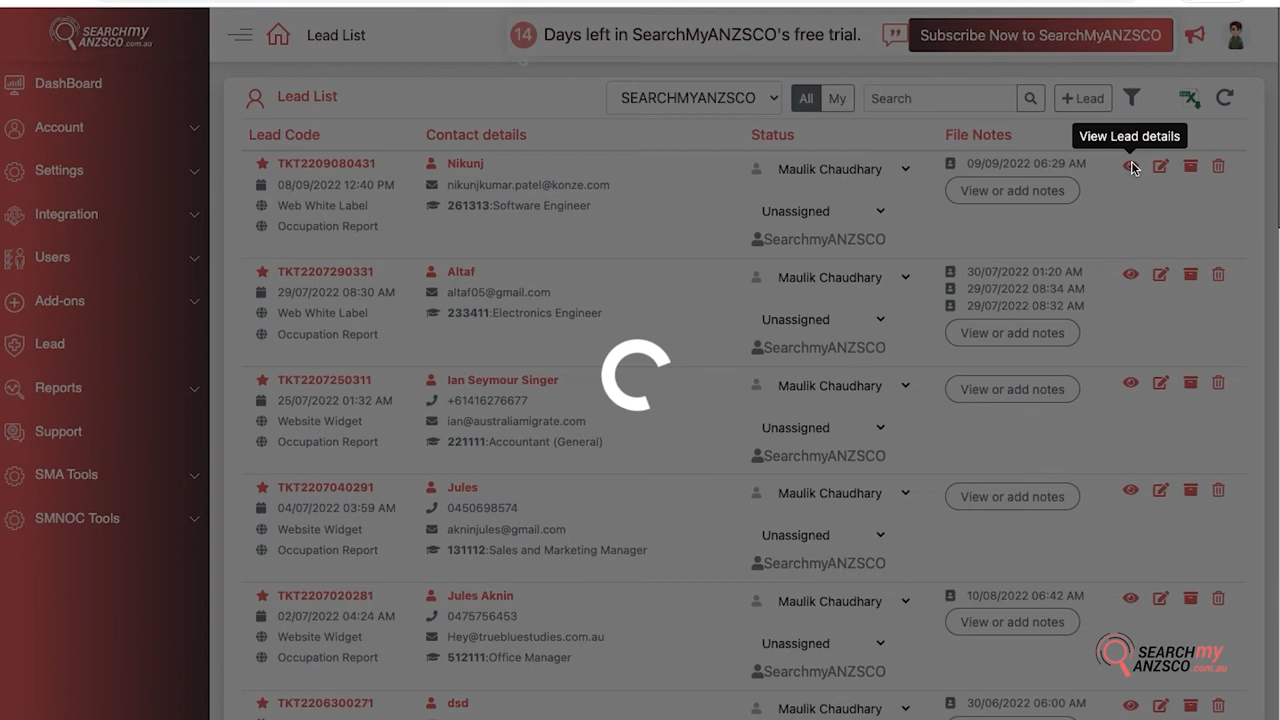 SEARCHmy
ANZSCO.com.au
Lead List
14 Days left in SearchMyANZSCO's free trial.
Subscribe Now to SearchMyANZSCO
DashBoard
Account
Settings
Integration
Users
Add-ons
Lead
Reports
Support
SMA Tools
SMNOC Tools
Lead List
SEARCHMYANZSCO
All My
Search
+ Lead
Lead Code Contact details Status File Notes
View Lead details
TKT2209080431
08/09/2022 12:40 PM
Web White Label
Occupation Report
Nikunj
nikunjkumar.patel@konze.com
261313:Software Engineer
Maulik Chaudhary
Unassigned
SearchmyANZSCO
09/09/2022 06:29 AM
View or add notes
TKT2207290331
29/07/2022 08:30 AM
Web White Label
Occupation Report
Altaf
altaf05@gmail.com
233411:Electronics Engineer
Maulik Chaudhary
Unassigned
SearchmyANZSCO
30/07/2022 01:20 AM
29/07/2022 08:34 AM
29/07/2022 08:32 AM
View or add notes
TKT2207250311
25/07/2022 01:32 AM
Website Widget
Occupation Report
Ian Seymour Singer
+61416276677
ian@australiamigrate.com
221111:Accountant (General)
Maulik Chaudhary
Unassigned
SearchmyANZSCO
View or add notes
TKT2207040291
04/07/2022 03:59 AM
Website Widget
Occupation Report
Jules
0450698574
akninjules@gmail.com
131112:Sales and Marketing Manager
Maulik Chaudhary
Unassigned
SearchmyANZSCO
View or add notes
TKT2207020281
02/07/2022 04:24 AM
Website Widget
Occupation Report
Jules Aknin
0475756453
Hey@truebluestudies.com.au
512111:Office Manager
Maulik Chaudhary
Unassigned
SearchmyANZSCO
10/08/2022 06:42 AM
View or add notes
TKT2206300271
dsd
Maulik Chaudhary
30/06/2022 06:00 AM
SEARCHmy
ANZSCO.com.au